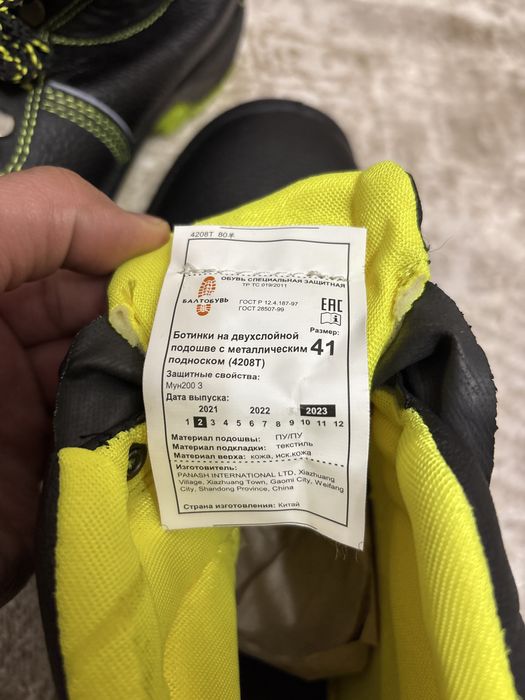 4208Т 80
ОБУВЬ СПЕЦИАЛЬНАЯ ЗАЩИТНАЯ
ТР ТС 019/2011
БАЛТОБУВЬ
ГОСТ Р 12.4.187-97
ГОСТ 28507-99
ЕАС
Ботинки на двухслойной
подошве с металлическим
подноском (4208Т)
Размер:
41
Защитные свойства:
Мун200 З
Дата выпуска:
2021 2022 2023
1 2 3 4 5 6 7 8 9 10 11 12
Материал подошвы: ПУ/ПУ
Материал подкладки: текстиль
Материал верха: кожа, иск.кожа
Изготовитель:
PANASH INTERNATIONAL LTD, Xiazhuang
Village, Xiazhuang Town, Gaomi City, Weifang
City, Shandong Province, China
Страна изготовления: Китай